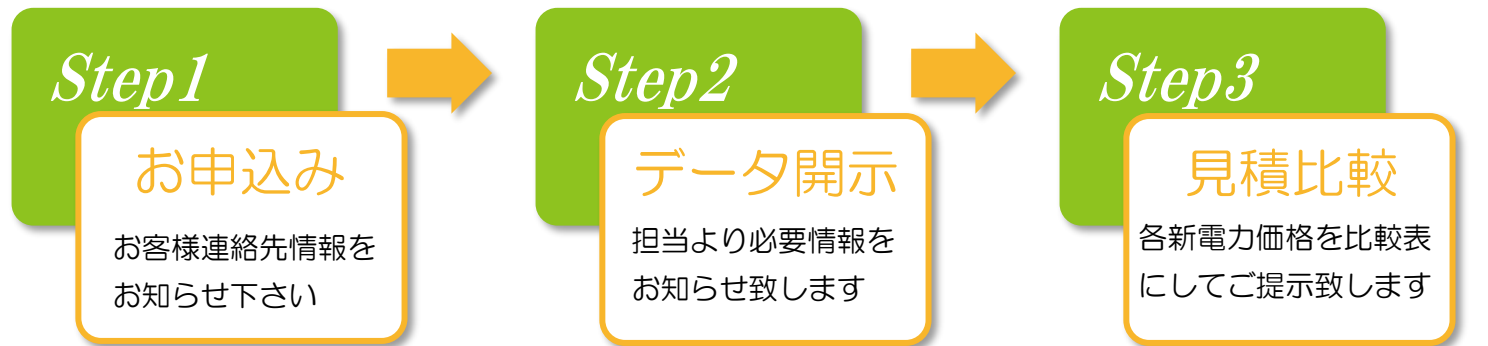 Step1
お申込み
お客様連絡先情報を
お知らせ下さい
Step2
データ開示
担当より必要情報を
お知らせ致します
Step3
見積比較
各新電力価格を比較表
にしてご提示致します